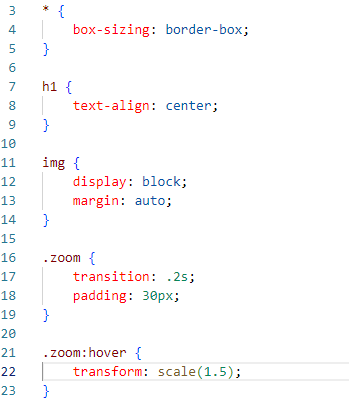 3 * {
4     box-sizing: border-box;
5 }
6
7 h1 {
8     text-align: center;
9 }
10
11 img {
12     display: block;
13     margin: auto;
14 }
15
16 .zoom {
17     transition: .2s;
18     padding: 30px;
19 }
20
21 .zoom:hover {
22     transform: scale(1.5);
23 }